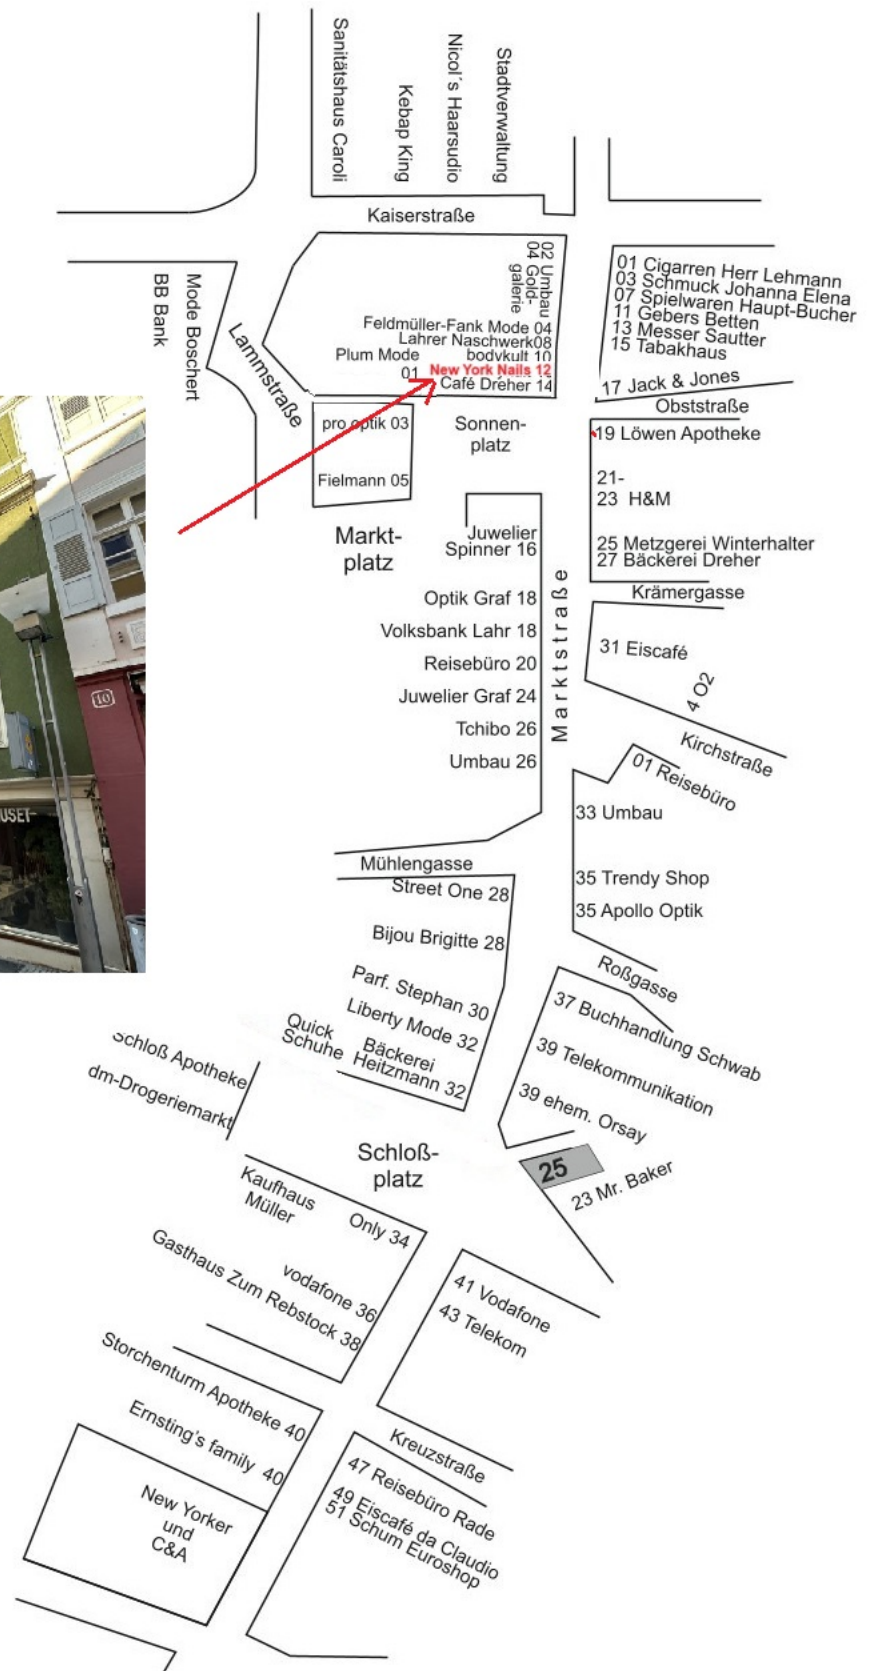 Sanitätshaus Caroli
Kebap King
Nicol´s Haarsudio
Stadtverwaltung
Kaiserstraße
BB Bank
Mode Boschert
Lammstraße
02 Umbau
04 Gold-
galerie
Feldmüller-Fank Mode 04
Lahrer Naschwerk08
Plum Mode
01
bodykult 10
New York Nails 12
Café Dreher 14
01 Cigarren Herr Lehmann
03 Schmuck Johanna Elena
07 Spielwaren Haupt-Bucher
11 Gebers Betten
13 Messer Sautter
15 Tabakhaus
17 Jack & Jones
Obststraße
pro optik 03
Fielmann 05
Sonnen-
platz
19 Löwen Apotheke
21-
23 H&M
25 Metzgerei Winterhalter
27 Bäckerei Dreher
Krämergasse
Markt-
platz
Juwelier
Spinner 16
Optik Graf 18
Volksbank Lahr 18
Reisebüro 20
Juwelier Graf 24
Tchibo 26
Umbau 26
Marktstraße
31 Eiscafé
4 O2
Kirchstraße
10
USET
01 Reisebüro
33 Umbau
35 Trendy Shop
35 Apollo Optik
Roßgasse
Mühlengasse
Street One 28
Bijou Brigitte 28
Parf. Stephan 30
Liberty Mode 32
Quick
Schuhe
Bäckerei
Heitzmann 32
37 Buchhandlung Schwab
39 Telekommunikation
39 ehem. Orsay
Schloß Apotheke
dm-Drogeriemarkt
Schloß-
platz
25
23 Mr. Baker
Kaufhaus
Müller
Only 34
vodafone 36
Gasthaus Zum Rebstock 38
41 Vodafone
43 Telekom
Storchenturm Apotheke 40
Ernsting's family 40
Kreuzstraße
New Yorker
und
C&A
47 Reisebüro Rade
49 Eiscafé da Claudio
51 Schum Euroshop